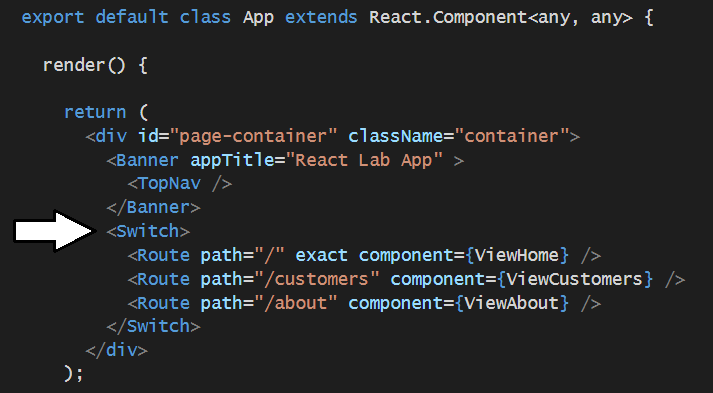 export default class App extends React.Component<any, any> {
render() {
return (
<div id="page-container" className="container">
<Banner appTitle="React Lab App" >
<TopNav />
</Banner>
<Switch>
<Route path="/" exact component={ViewHome} />
<Route path="/customers" component={ViewCustomers} />
<Route path="/about" component={ViewAbout} />
</Switch>
</div>
);